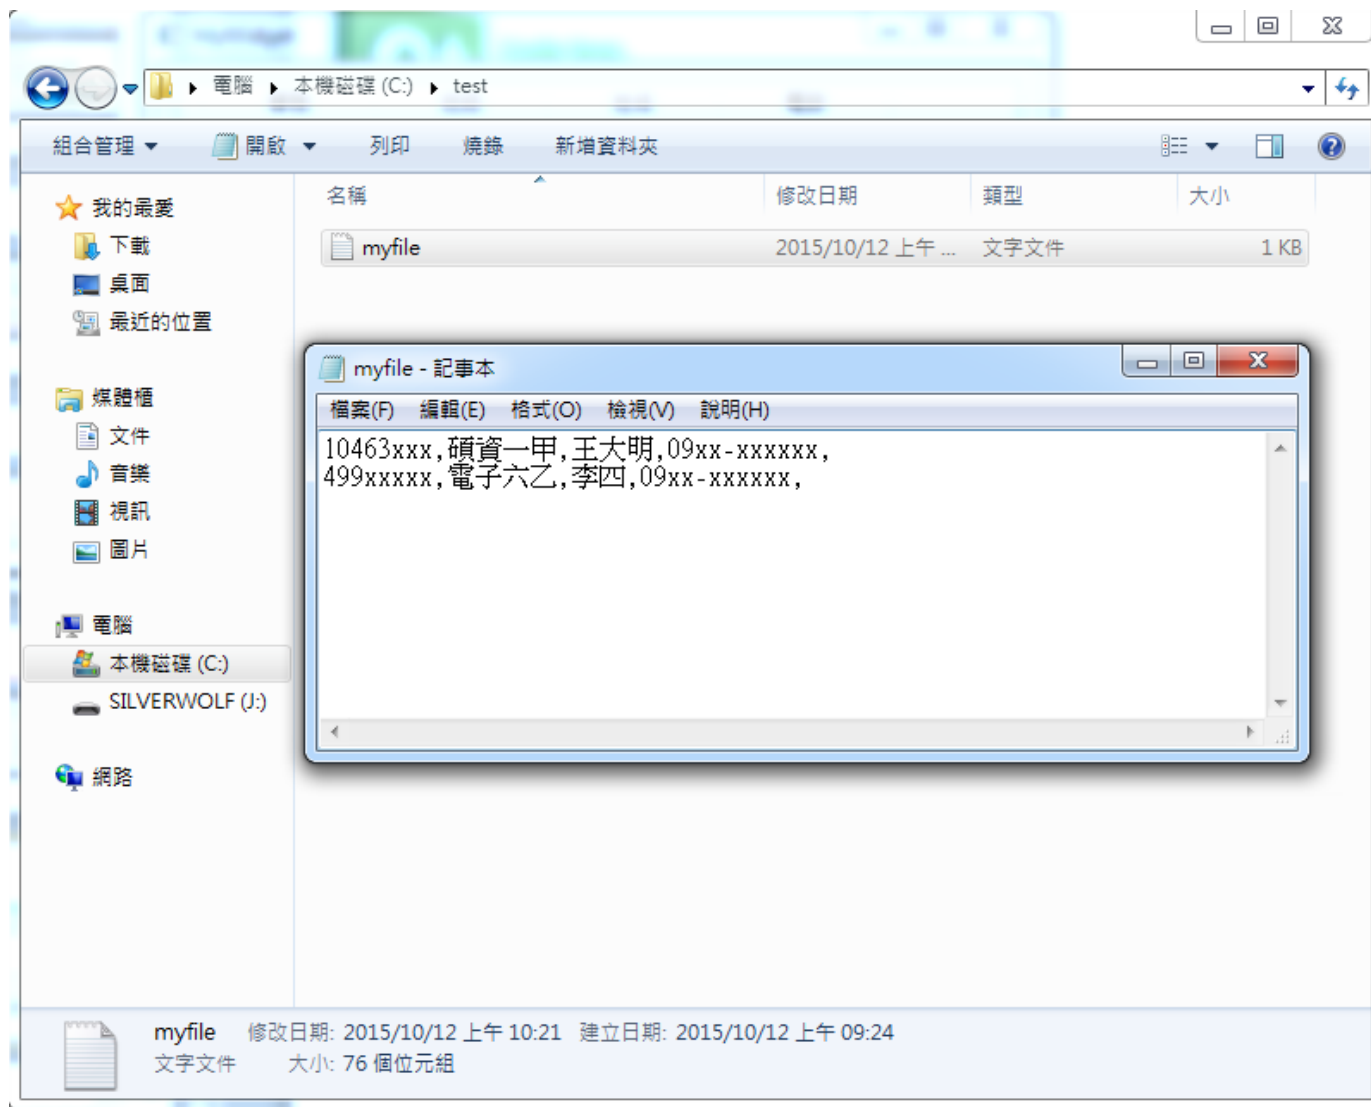 電腦 本機磁碟 (C:) test
組合管理 開啟 列印 燒錄 新增資料夾
名稱 修改日期 類型 大小
myfile 2015/10/12 上午 ... 文字文件 1 KB
我的最愛
下載
桌面
最近的位置
媒體櫃
文件
音樂
視訊
圖片
電腦
本機磁碟 (C:)
SILVERWOLF (J:)
網路
myfile - 記事本
檔案(F) 編輯(E) 格式(O) 檢視(V) 說明(H)
10463xxx,碩資一甲,王大明,09xx-xxxxxx,
499xxxxx,電子六乙,李四,09xx-xxxxxx,
myfile 修改日期: 2015/10/12 上午 10:21 建立日期: 2015/10/12 上午 09:24
文字文件 大小: 76 個位元組